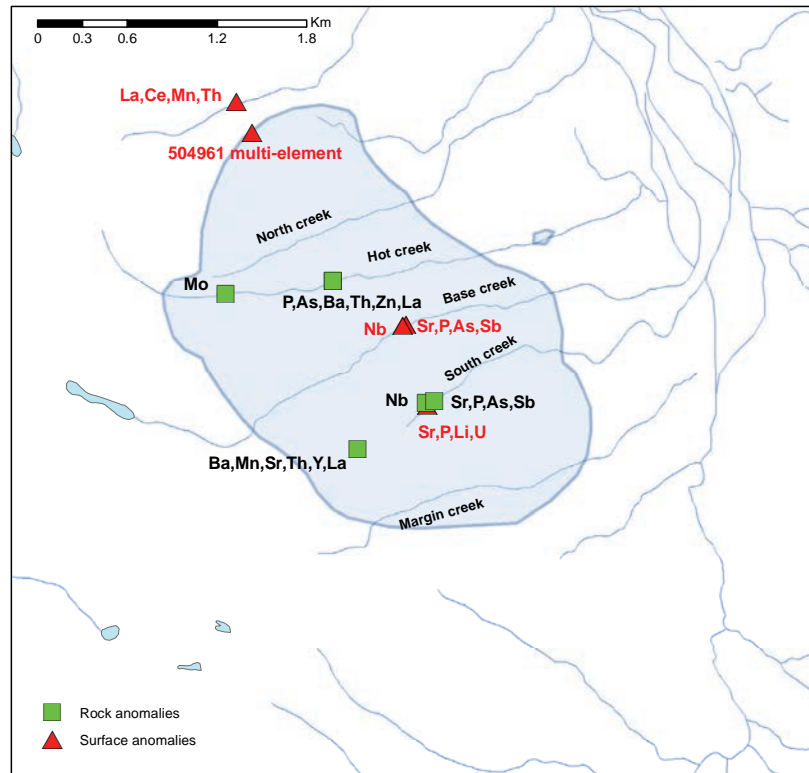 Km
0 0.3 0.6 1.2 1.8
La,Ce,Mn,Th
504961 multi-element
North creek
Hot creek
Mo
P,As,Ba,Th,Zn,La
Base creek
Nb
Sr,P,As,Sb
South creek
Nb
Sr,P,As,Sb
Sr,P,Li,U
Ba,Mn,Sr,Th,Y,La
Margin creek
Rock anomalies
Surface anomalies